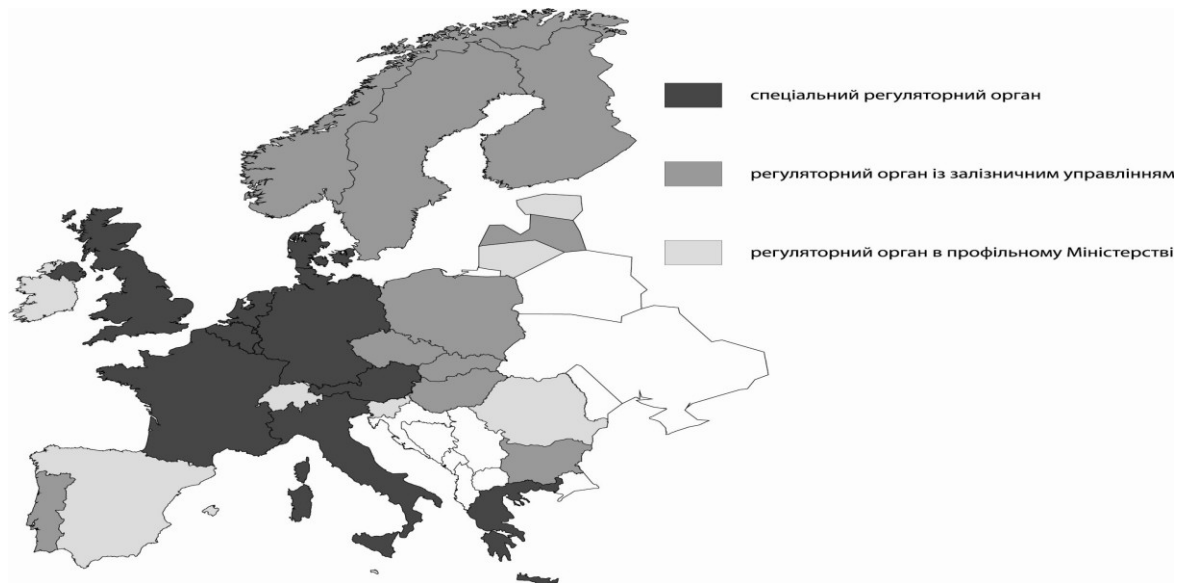 спеціальний регуляторний орган
регуляторний орган із залізничним управлінням
регуляторний орган в профільному Міністерстві